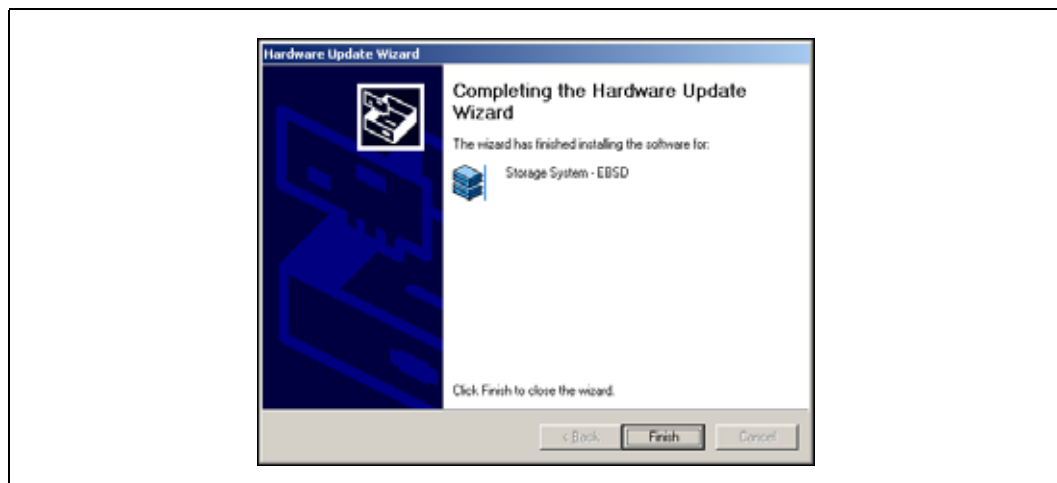 Hardware Update Wizard
Completing the Hardware Update
Wizard
The wizard has finished installing the software for:
Storage System - EBSD
Click Finish to close the wizard.
< Back Finish Cancel